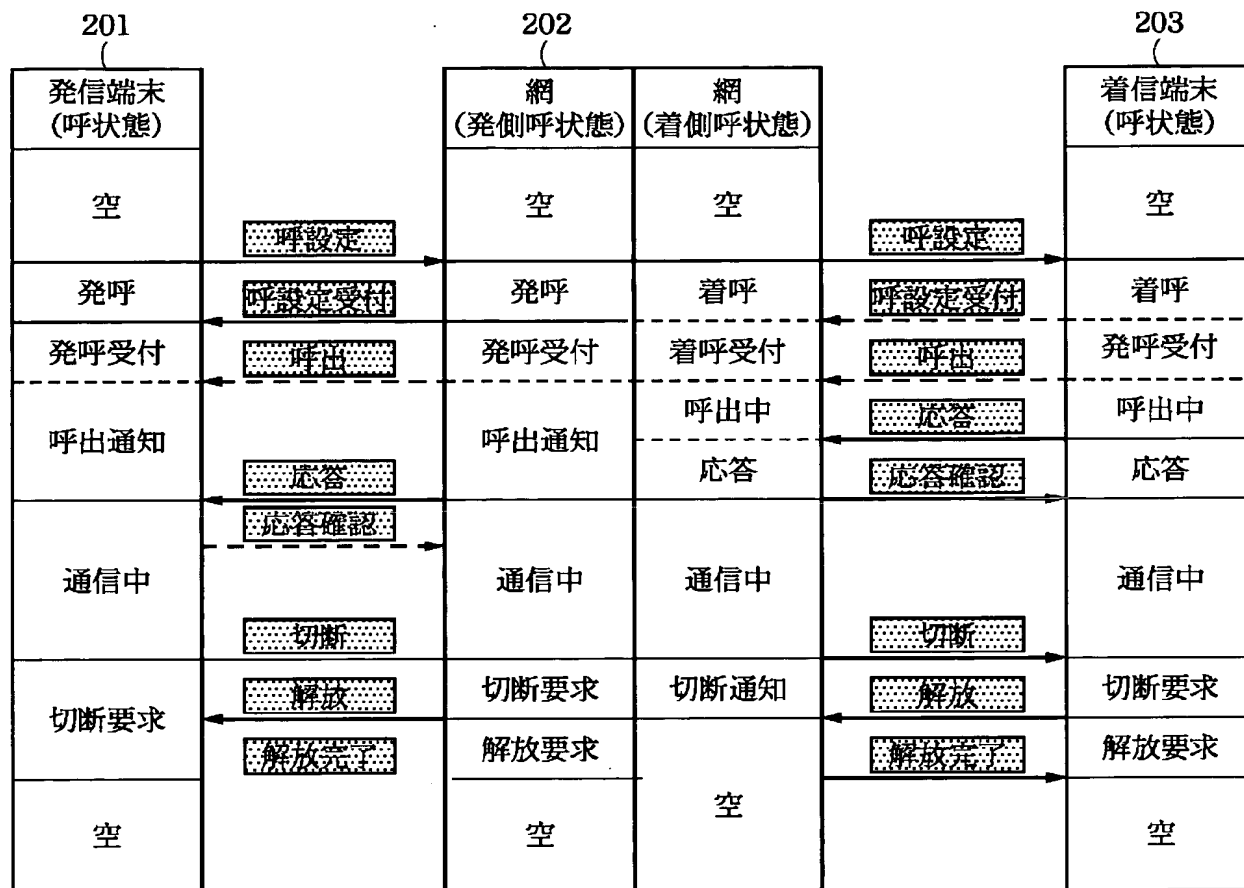 201
202
203
発信端末
(呼状態)
網
(発側呼状態)
網
(着側呼状態)
着信端末
(呼状態)
空
空
空
空
呼設定
呼設定
発呼
呼設定受付
発呼
着呼
呼設定受付
着呼
発呼受付
呼出
発呼受付
着呼受付
呼出
発呼受付
呼出通知
呼出通知
呼出中
応答
呼出中
応答
応答
応答確認
応答
応答確認
通信中
通信中
通信中
通信中
切断
切断
切断要求
解放
切断要求
切断通知
解放
切断要求
解放完了
解放要求
解放完了
解放要求
空
空
空
空